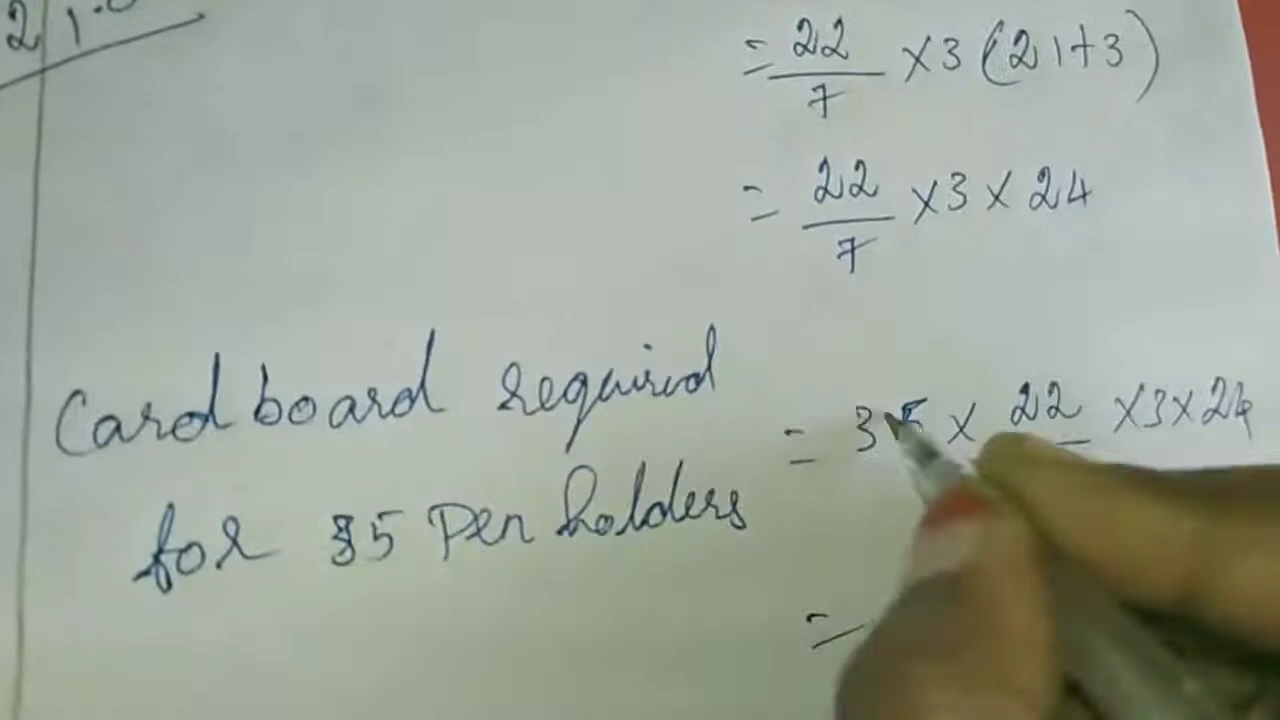 = 22/7 ×3 (21+3)
= 22/7 ×3 × 24
Cardboard required
for 35 Pen holders
= 35 × 22 ×3×24
=